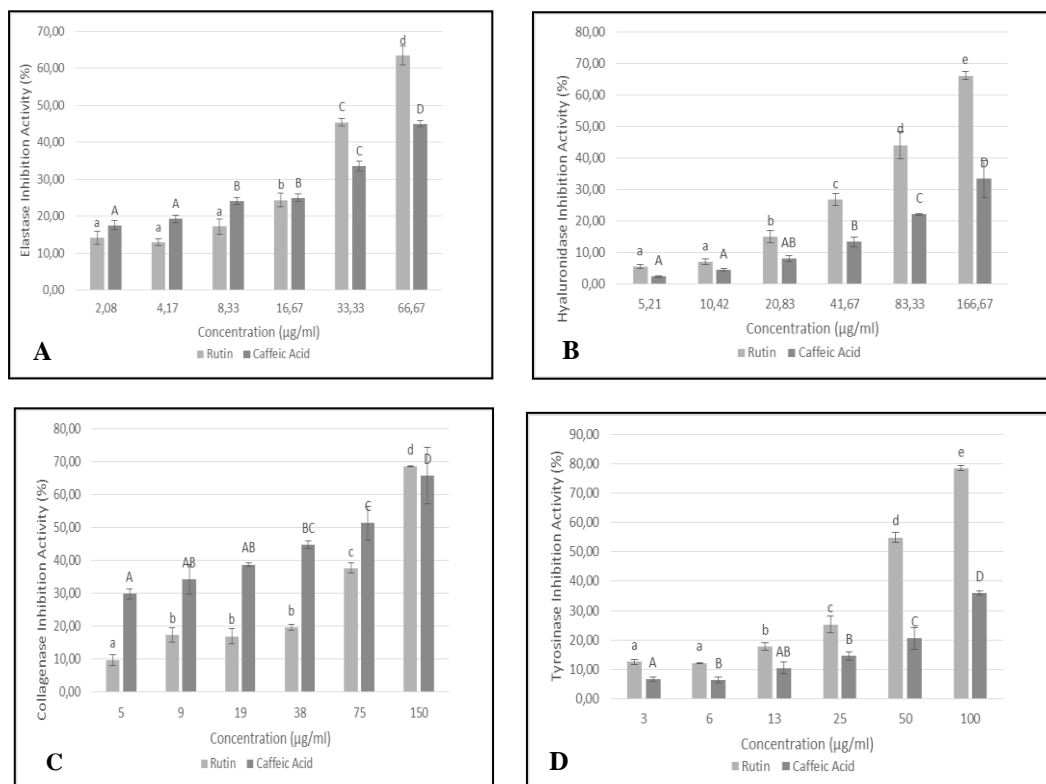 Elastase Inhibition Activity (%)
70,00
60,00
50,00
40,00
30,00
20,00
10,00
0,00
a A a A a B b B C C d D
2,08 4,17 8,33 16,67 33,33 66,67
Concentration (µg/ml)
Rutin Caffeic Acid
A
Hyaluronidase Inhibition Activity (%)
80,00
70,00
60,00
50,00
40,00
30,00
20,00
10,00
0,00
a A a A b AB c B d C e D
5,21 10,42 20,83 41,67 83,33 166,67
Concentration (µg/ml)
Rutin Caffeic Acid
B
Collagenase Inhibition Activity (%)
80,00
70,00
60,00
50,00
40,00
30,00
20,00
10,00
0,00
a A b AB b AB b BC c C d D
5 9 19 38 75 150
Concentration (µg/ml)
Rutin Caffeic Acid
C
Tyrosinase Inhibition Activity (%)
90,00
80,00
70,00
60,00
50,00
40,00
30,00
20,00
10,00
0,00
a A a B b AB c B d C e D
3 6 13 25 50 100
Concentration (µg/ml)
Rutin Caffeic Acid
D